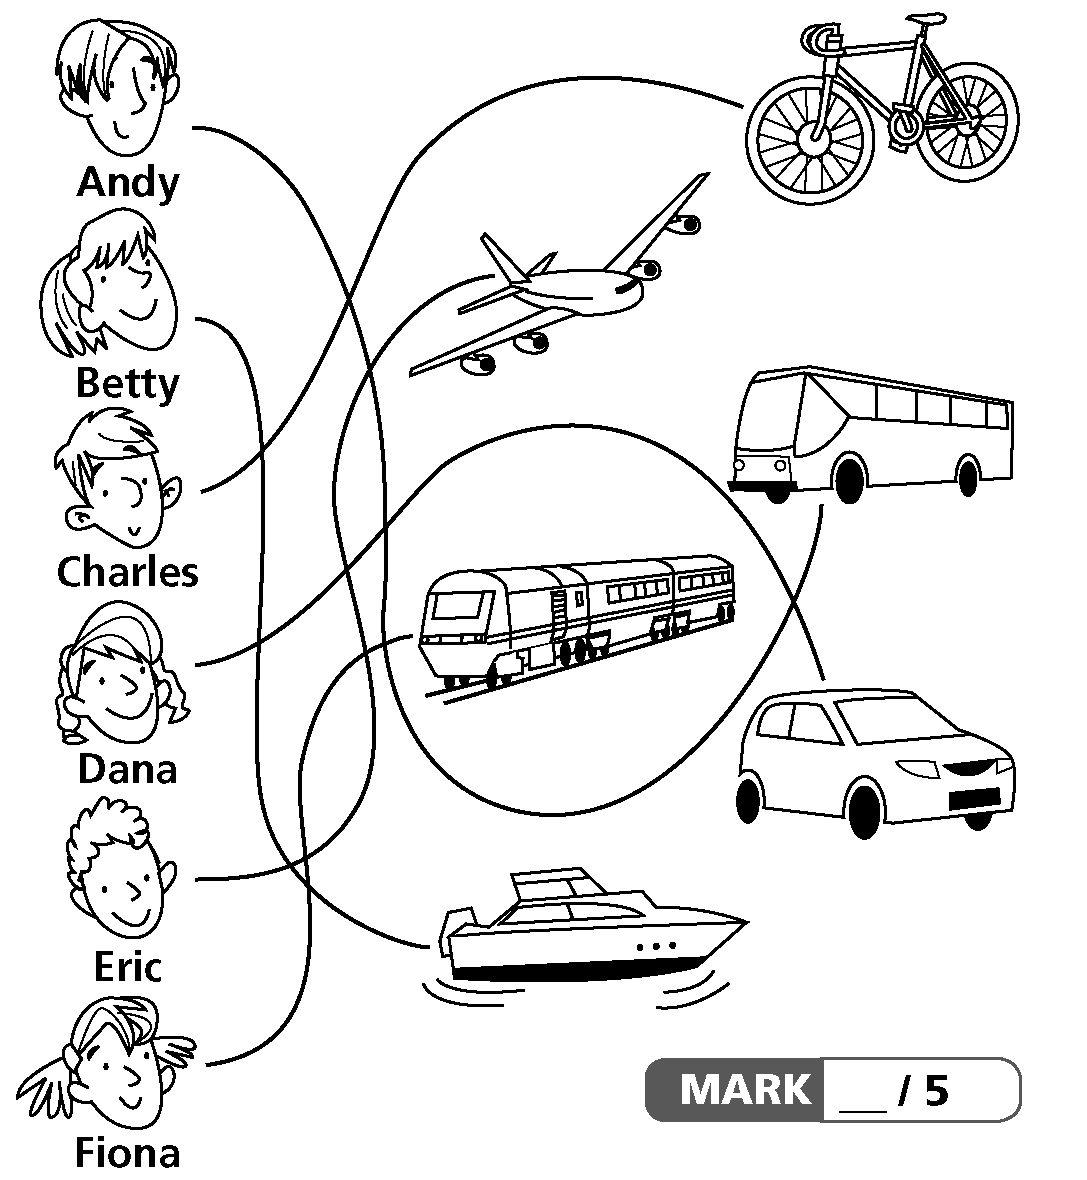 Andy
Betty
Charles
Dana
Eric
Fiona
MARK __ / 5